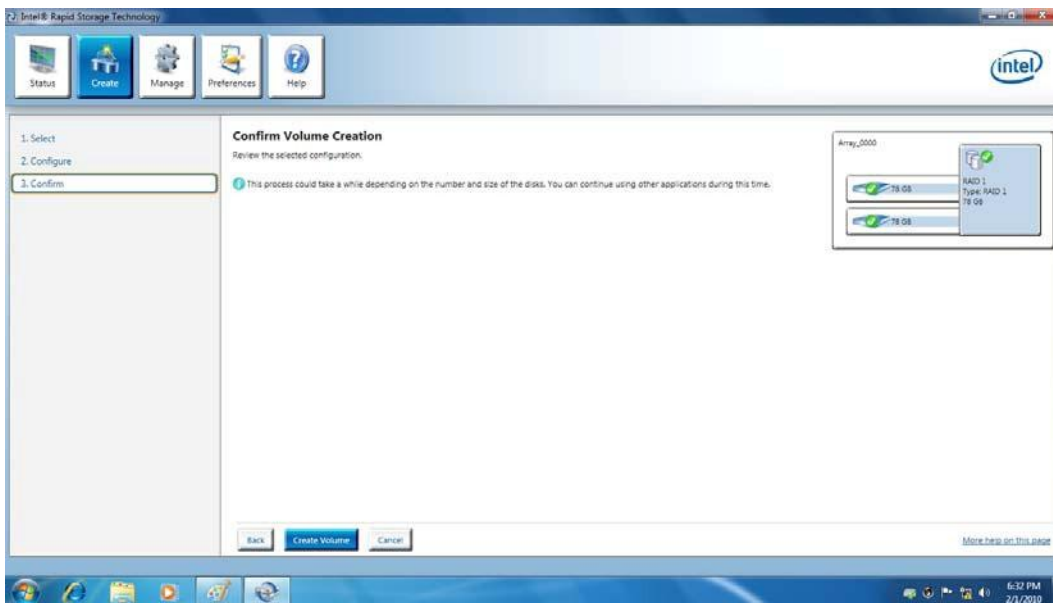 Intel® Rapid Storage Technology
Status
Create
Manage
Preferences
Help
intel
1. Select
2. Configure
3. Confirm
Confirm Volume Creation
Review the selected configuration.
This process could take a while depending on the number and size of the disks. You can continue using other applications during this time.
Array_0000
78 GB
78 GB
RAID 1
Type: RAID 1
78 GB
Back
Create Volume
Cancel
More help on this page
6:32 PM
2/1/2010